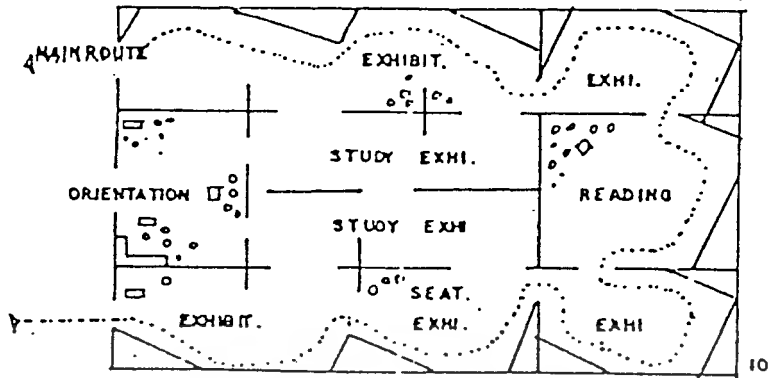 MAIN ROUTE
EXHIBIT.
EXHI.
STUDY EXHI.
ORIENTATION
READING
STUDY EXHI
SEAT.
EXHIBIT.
EXHI.
EXHI
10